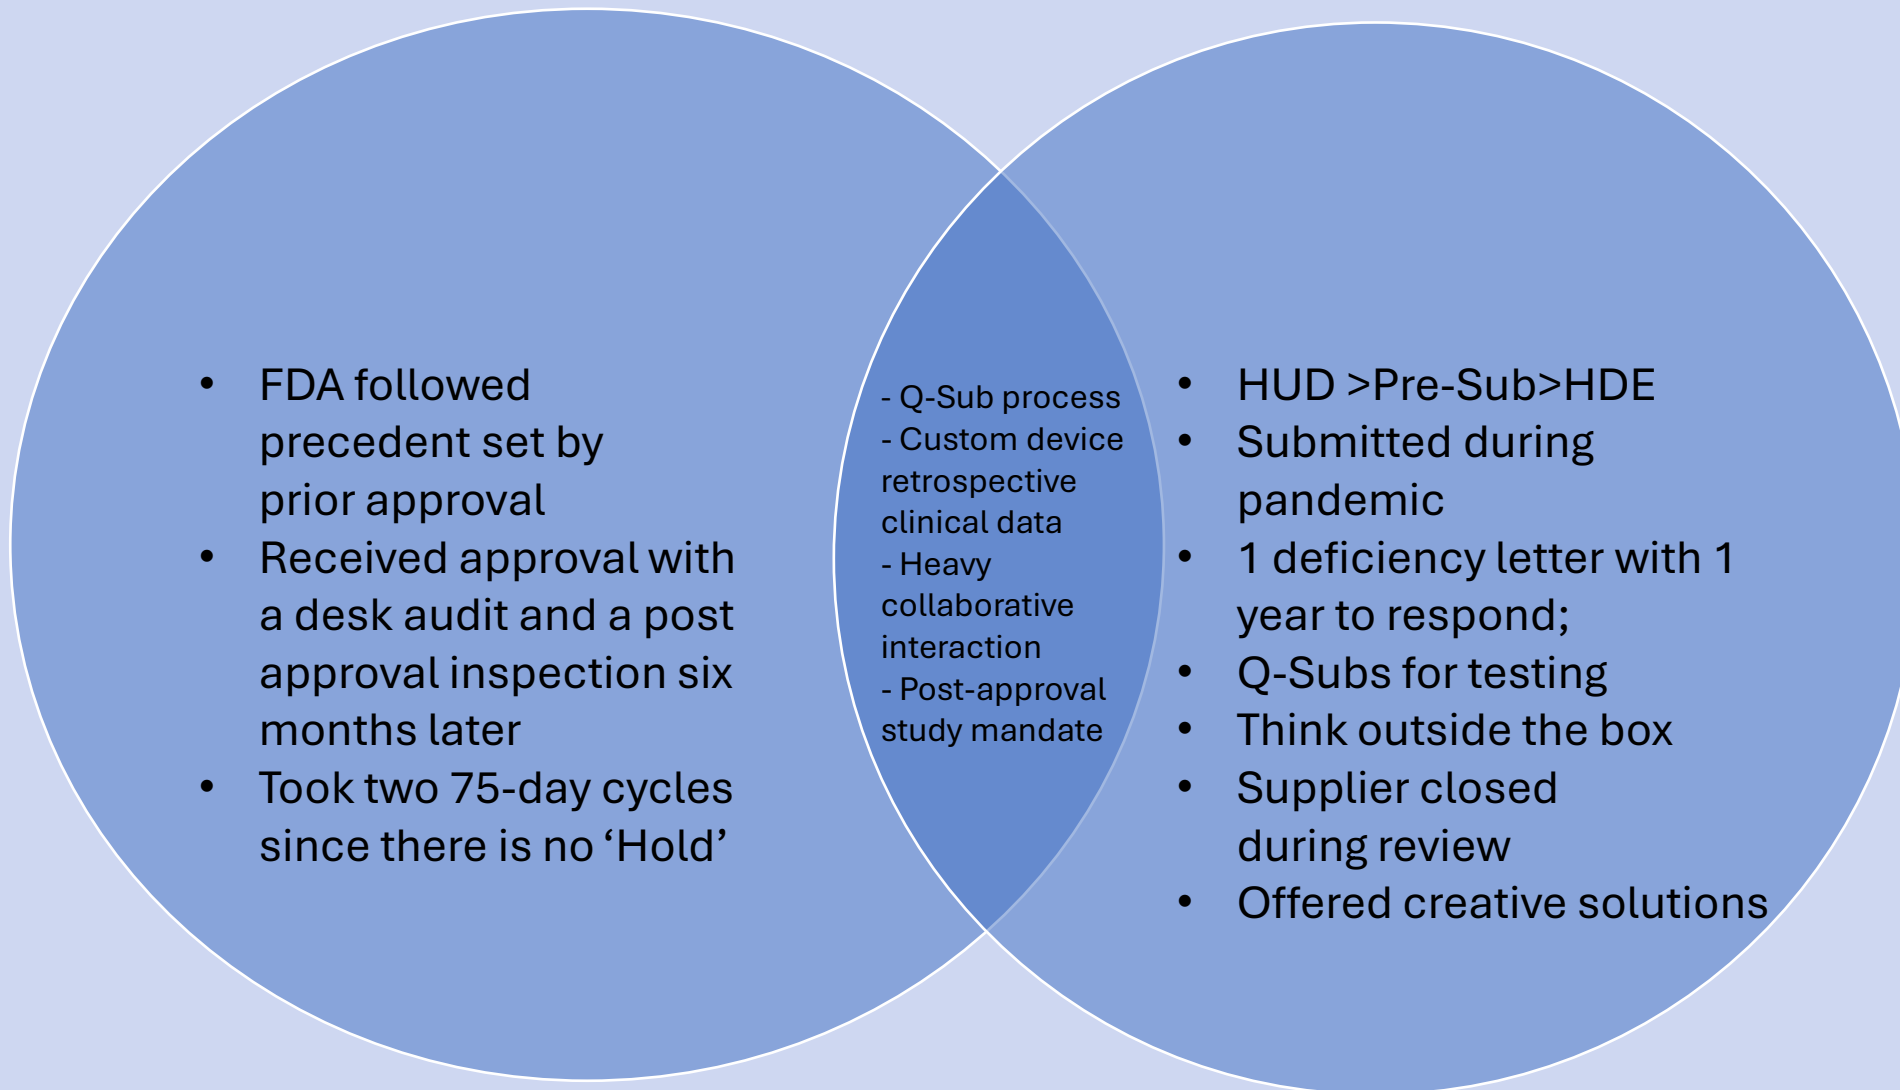 • FDA followed
precedent set by
prior approval
• Received approval with
a desk audit and a post
approval inspection six
months later
• Took two 75-day cycles
since there is no ‘Hold’
- Q-Sub process
- Custom device
retrospective
clinical data
- Heavy
collaborative
interaction
- Post-approval
study mandate
• HUD >Pre-Sub>HDE
• Submitted during
pandemic
• 1 deficiency letter with 1
year to respond;
• Q-Subs for testing
• Think outside the box
• Supplier closed
during review
• Offered creative solutions